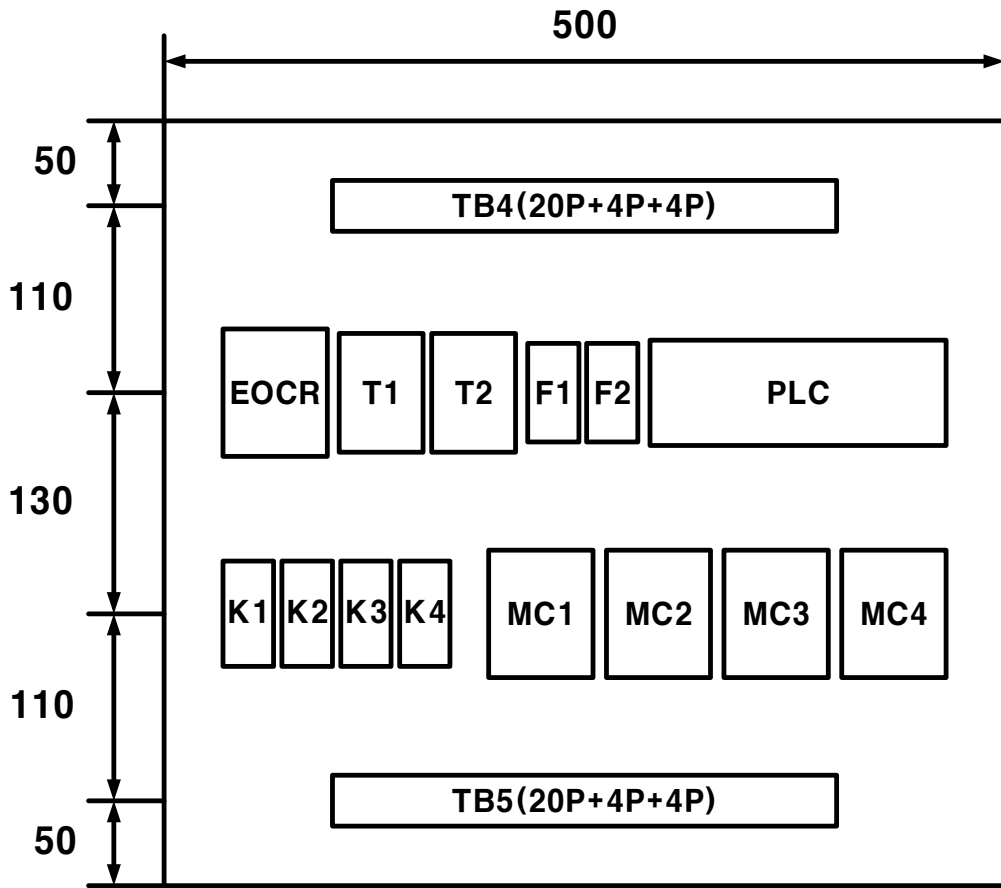 500
50
TB4(20P+4P+4P)
110
EOCR T1 T2 F1 F2 PLC
130
K1 K2 K3 K4 MC1 MC2 MC3 MC4
110
TB5(20P+4P+4P)
50